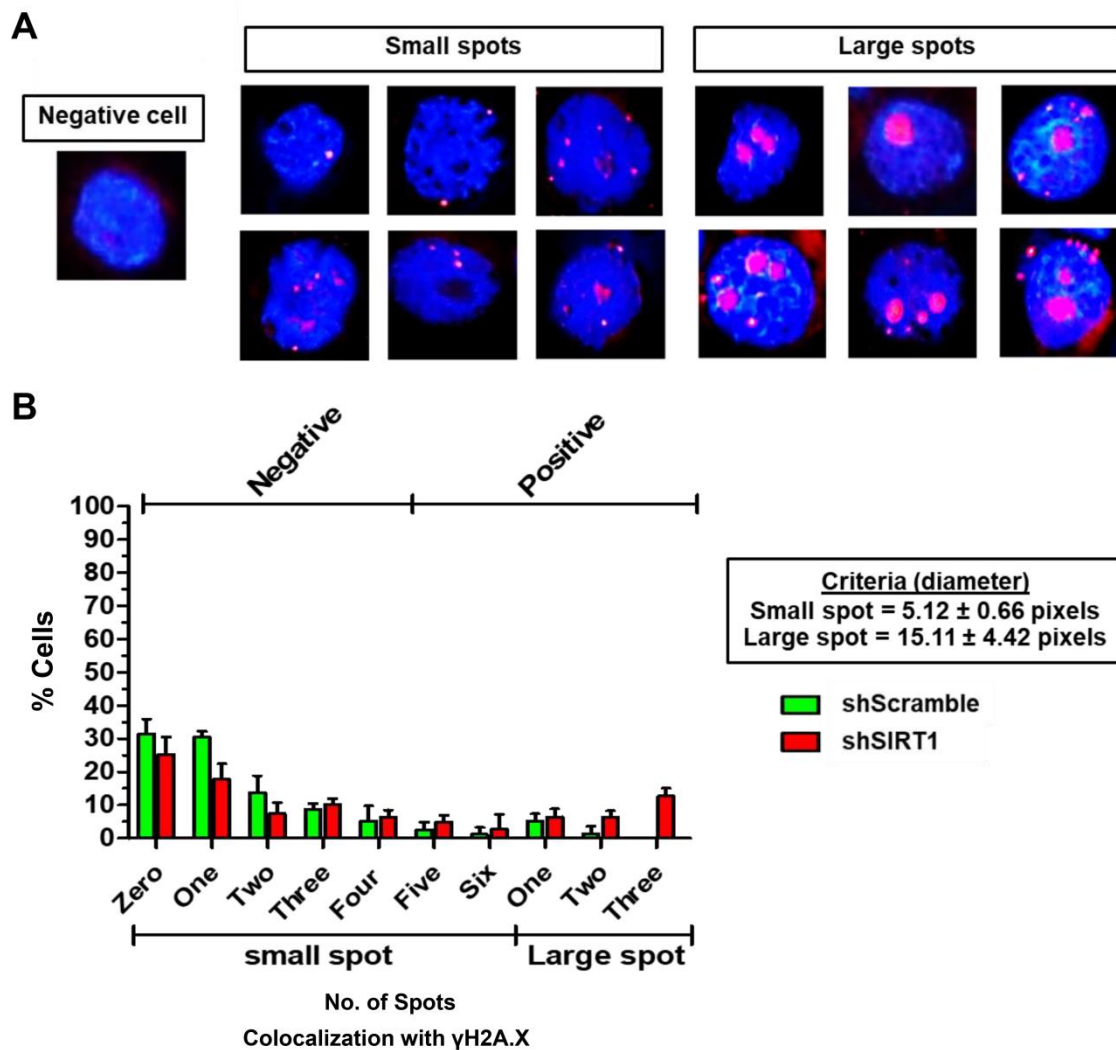 A
Small spots
Large spots
Negative cell
B
Negative
Positive
100
90
80
70
60
50
40
30
20
10
0
% Cells
Zero
One
Two
Three
Four
Five
Six
One
Two
Three
small spot
Large spot
No. of Spots
Colocalization with γH2A.X
Criteria (diameter)
Small spot = 5.12 ± 0.66 pixels
Large spot = 15.11 ± 4.42 pixels
shScramble
shSIRT1